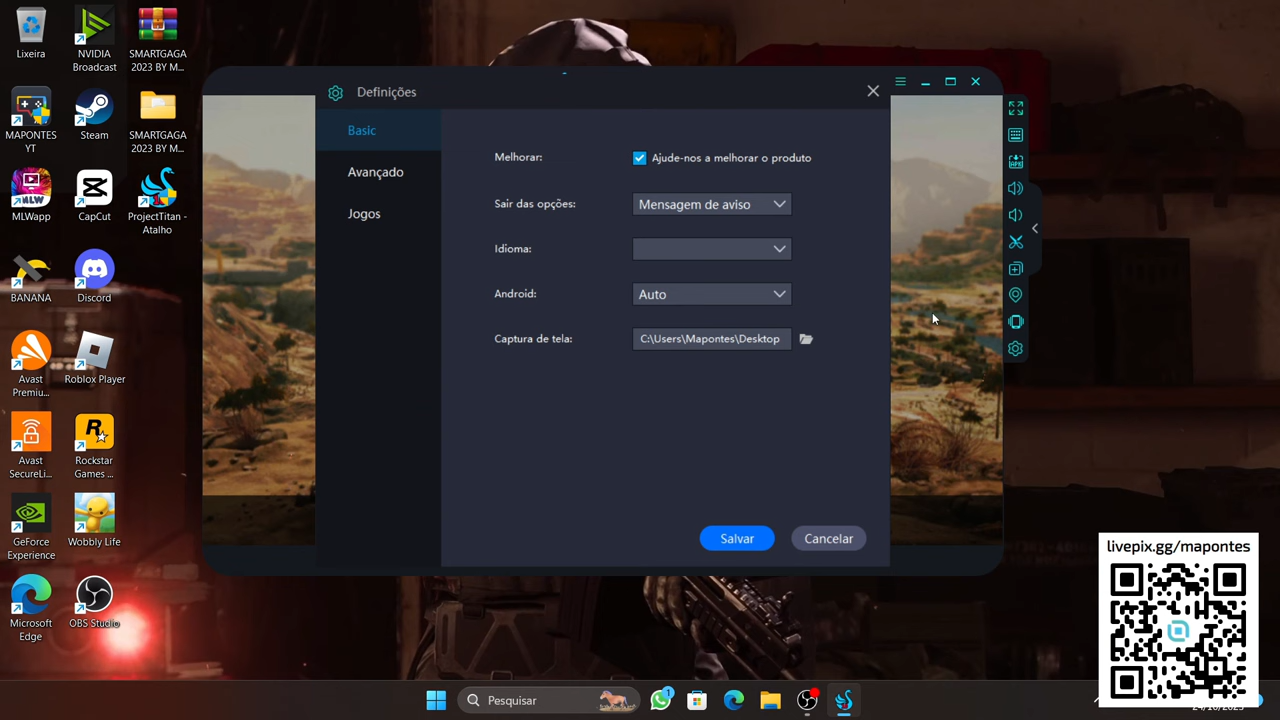 Lixeira
NVIDIA
Broadcast
SMARTGAGA
2023 BY M...
MAPONTES
YT
Steam
SMARTGAGA
2023 BY M...
MLWapp
CapCut
ProjectTitan -
Atalho
BANANA
Discord
Avast
Premiu...
Roblox Player
Avast
SecureLi...
Rockstar
Games ...
GeForce
Experience
Wobbly Life
Microsoft
Edge
OBS Studio
Definições
Basic
Avançado
Jogos
Melhorar:
Ajude-nos a melhorar o produto
Sair das opções:
Mensagem de aviso
Idioma:
Android:
Auto
Captura de tela:
C:\Users\Mapontes\Desktop
Salvar
Cancelar
livepix.gg/mapontes
Pesquisar
1